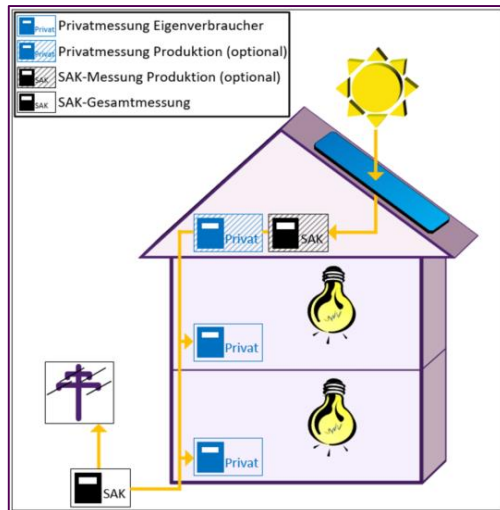 Privat Privatmessung Eigenverbraucher
Privat Privatmessung Produktion (optional)
SAK SAK-Messung Produktion (optional)
SAK SAK-Gesamtmessung
Privat SAK
Privat
Privat
SAK